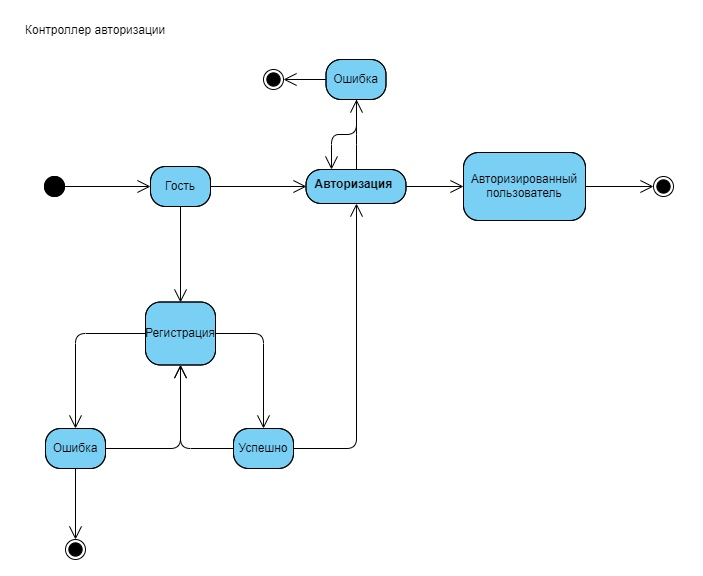 Контроллер авторизации
Ошибка
Гость
Авторизация
Авторизированный
пользователь
Регистрация
Ошибка
Успешно